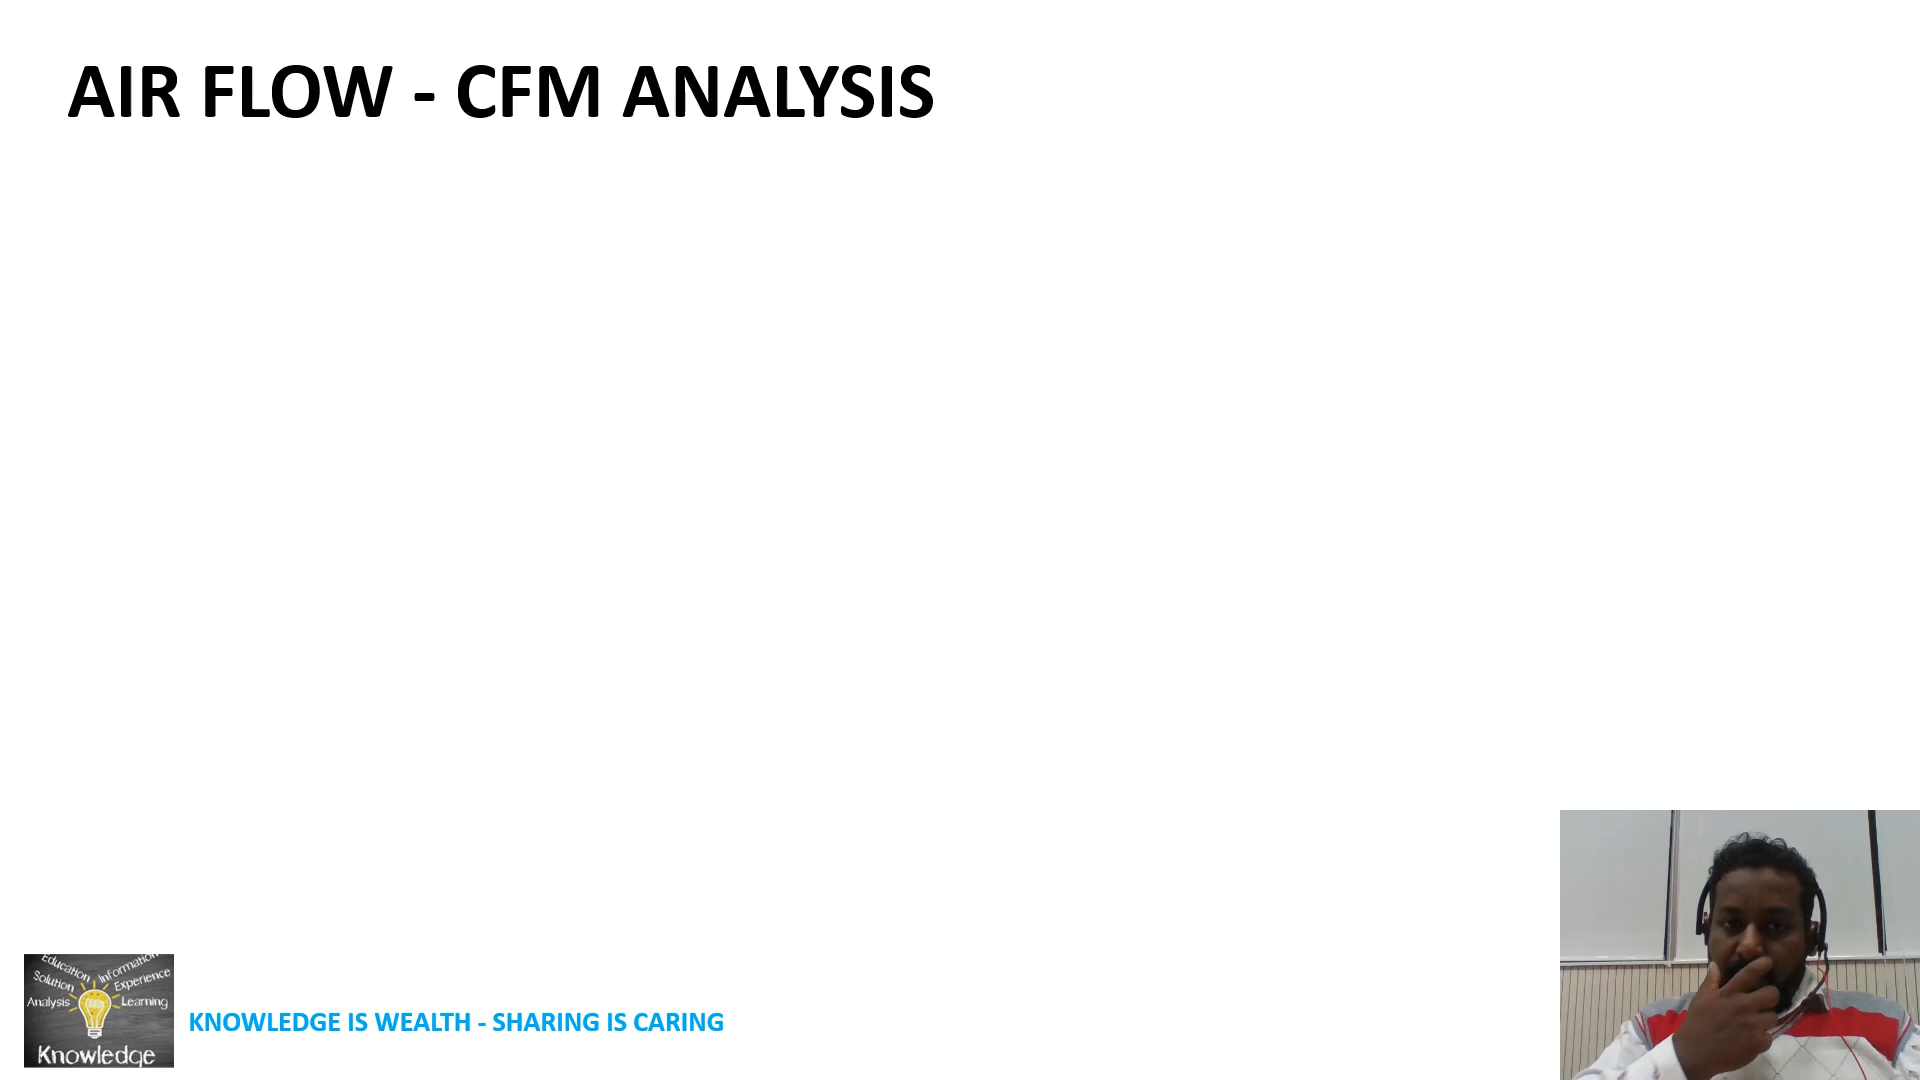 AIR FLOW - CFM ANALYSIS
Education Information
Solution Experience
Analysis Learning
Knowledge
KNOWLEDGE IS WEALTH - SHARING IS CARING